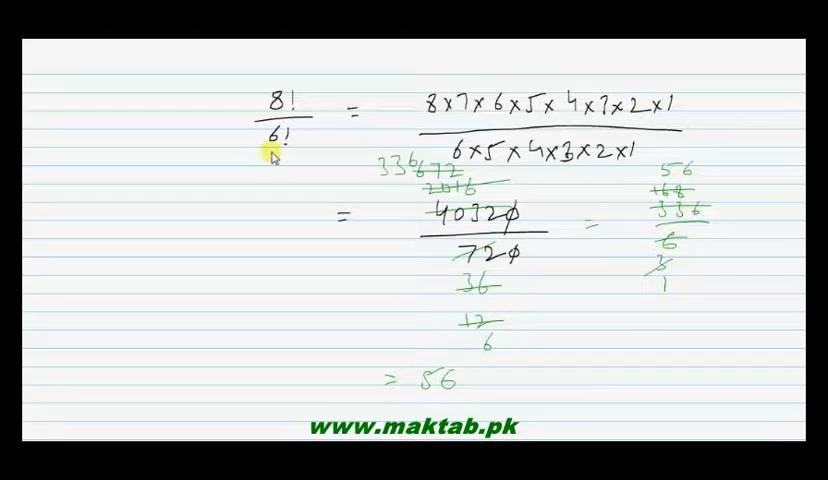 8! = 8×7×6×5×4×3×2×1
6! 6×5×4×3×2×1
336 672 56
2016 168
= 40320 = 336
720 6
36 3
1
12
6
= 56
www.maktab.pk